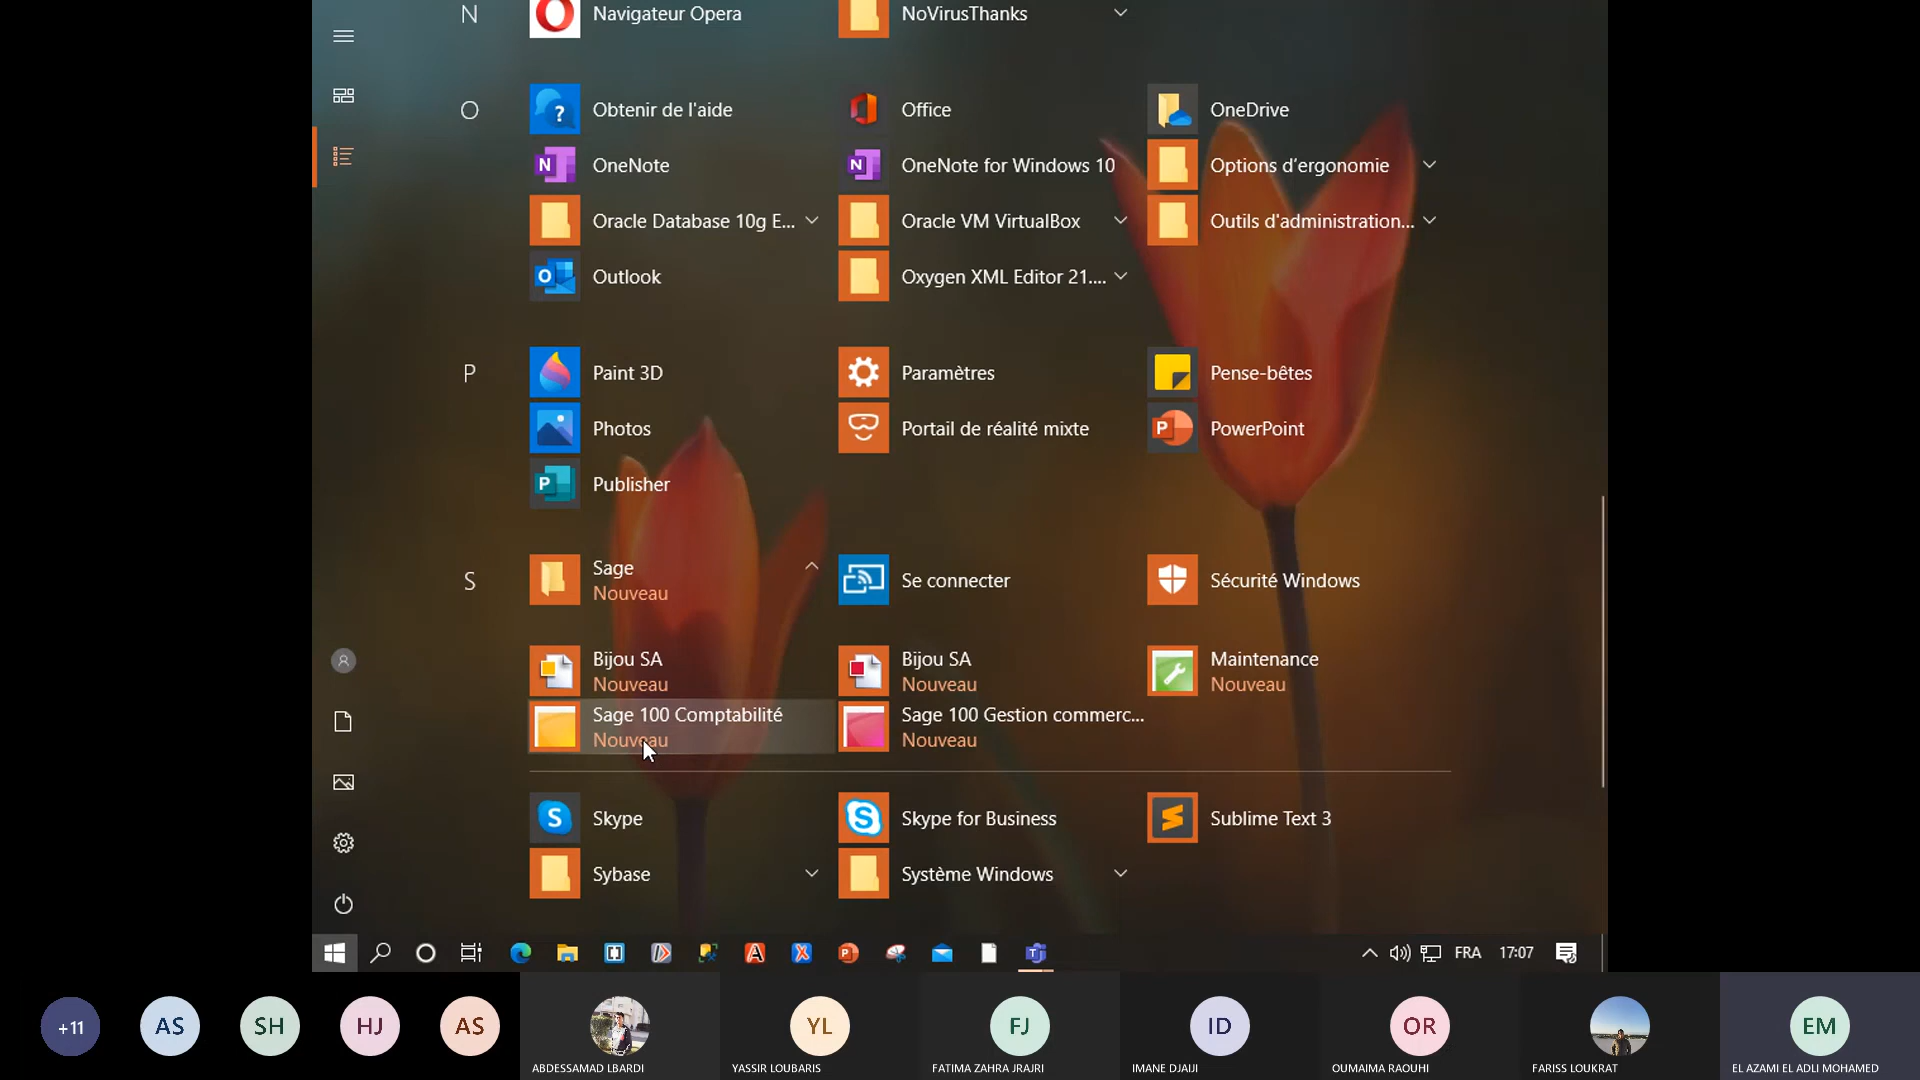 N
Navigateur Opera
NoVirusThanks
O
Obtenir de l'aide
Office
OneDrive
OneNote
OneNote for Windows 10
Options d’ergonomie
Oracle Database 10g E...
Oracle VM VirtualBox
Outils d'administration...
Outlook
Oxygen XML Editor 21....
P
Paint 3D
Paramètres
Pense-bêtes
Photos
Portail de réalité mixte
PowerPoint
Publisher
S
Sage
Nouveau
Se connecter
Sécurité Windows
Bijou SA
Nouveau
Bijou SA
Nouveau
Maintenance
Nouveau
Sage 100 Comptabilité
Nouveau
Sage 100 Gestion commerc...
Nouveau
Skype
Skype for Business
Sublime Text 3
Sybase
Système Windows
FRA
17:07
+11
AS
SH
HJ
AS
ABDESSAMAD LBARDI
YL
YASSIR LOUBARIS
FJ
FATIMA ZAHRA JRAJRI
ID
IMANE DJAIJI
OR
OUMAIMA RAOUHI
FARISS LOUKRAT
EM
EL AZAMI EL ADLI MOHAMED